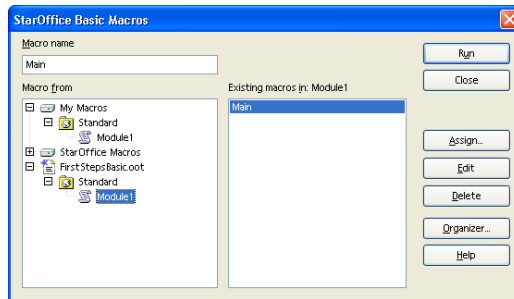 StarOffice Basic Macros
Macro name
Main
Run
Close
Macro from
Existing macros in: Module1
My Macros
Standard
Module1
StarOffice Macros
FirstStepsBasic.oot
Standard
Module1
Main
Assign...
Edit
Delete
Organizer...
Help